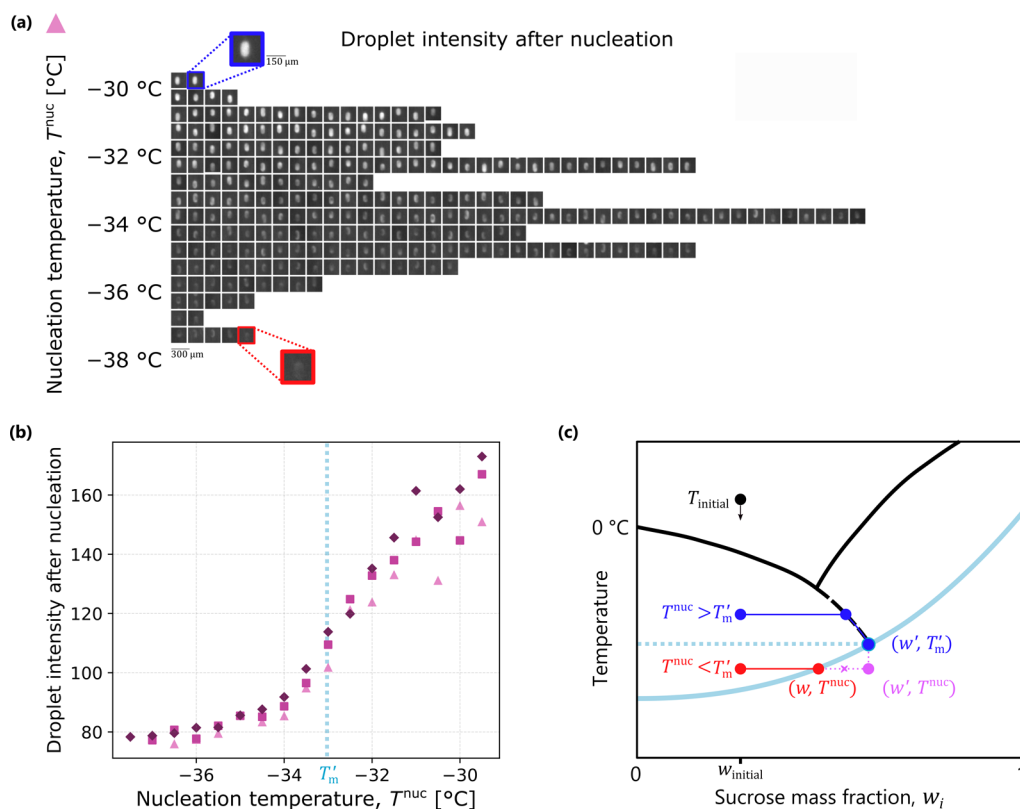 (a)
Droplet intensity after nucleation
Nucleation temperature, T^nuc [°C]
150 μm
−30 °C
−32 °C
−34 °C
−36 °C
−38 °C
300 μm
(b)
Droplet intensity after nucleation
160
140
120
100
80
−36
−34
T′m
−32
−30
Nucleation temperature, T^nuc [°C]
(c)
Temperature
T_initial
0 °C
T^nuc > T′m
(w′, T′m)
T^nuc < T′m
(w, T^nuc)
(w′, T^nuc)
0
w_initial
1
Sucrose mass fraction, w_i